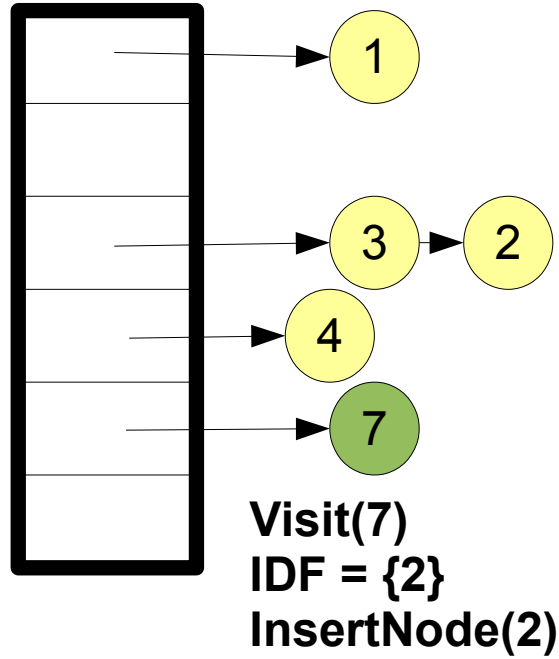 1
3 2
4
7
Visit(7)
IDF = {2}
InsertNode(2)